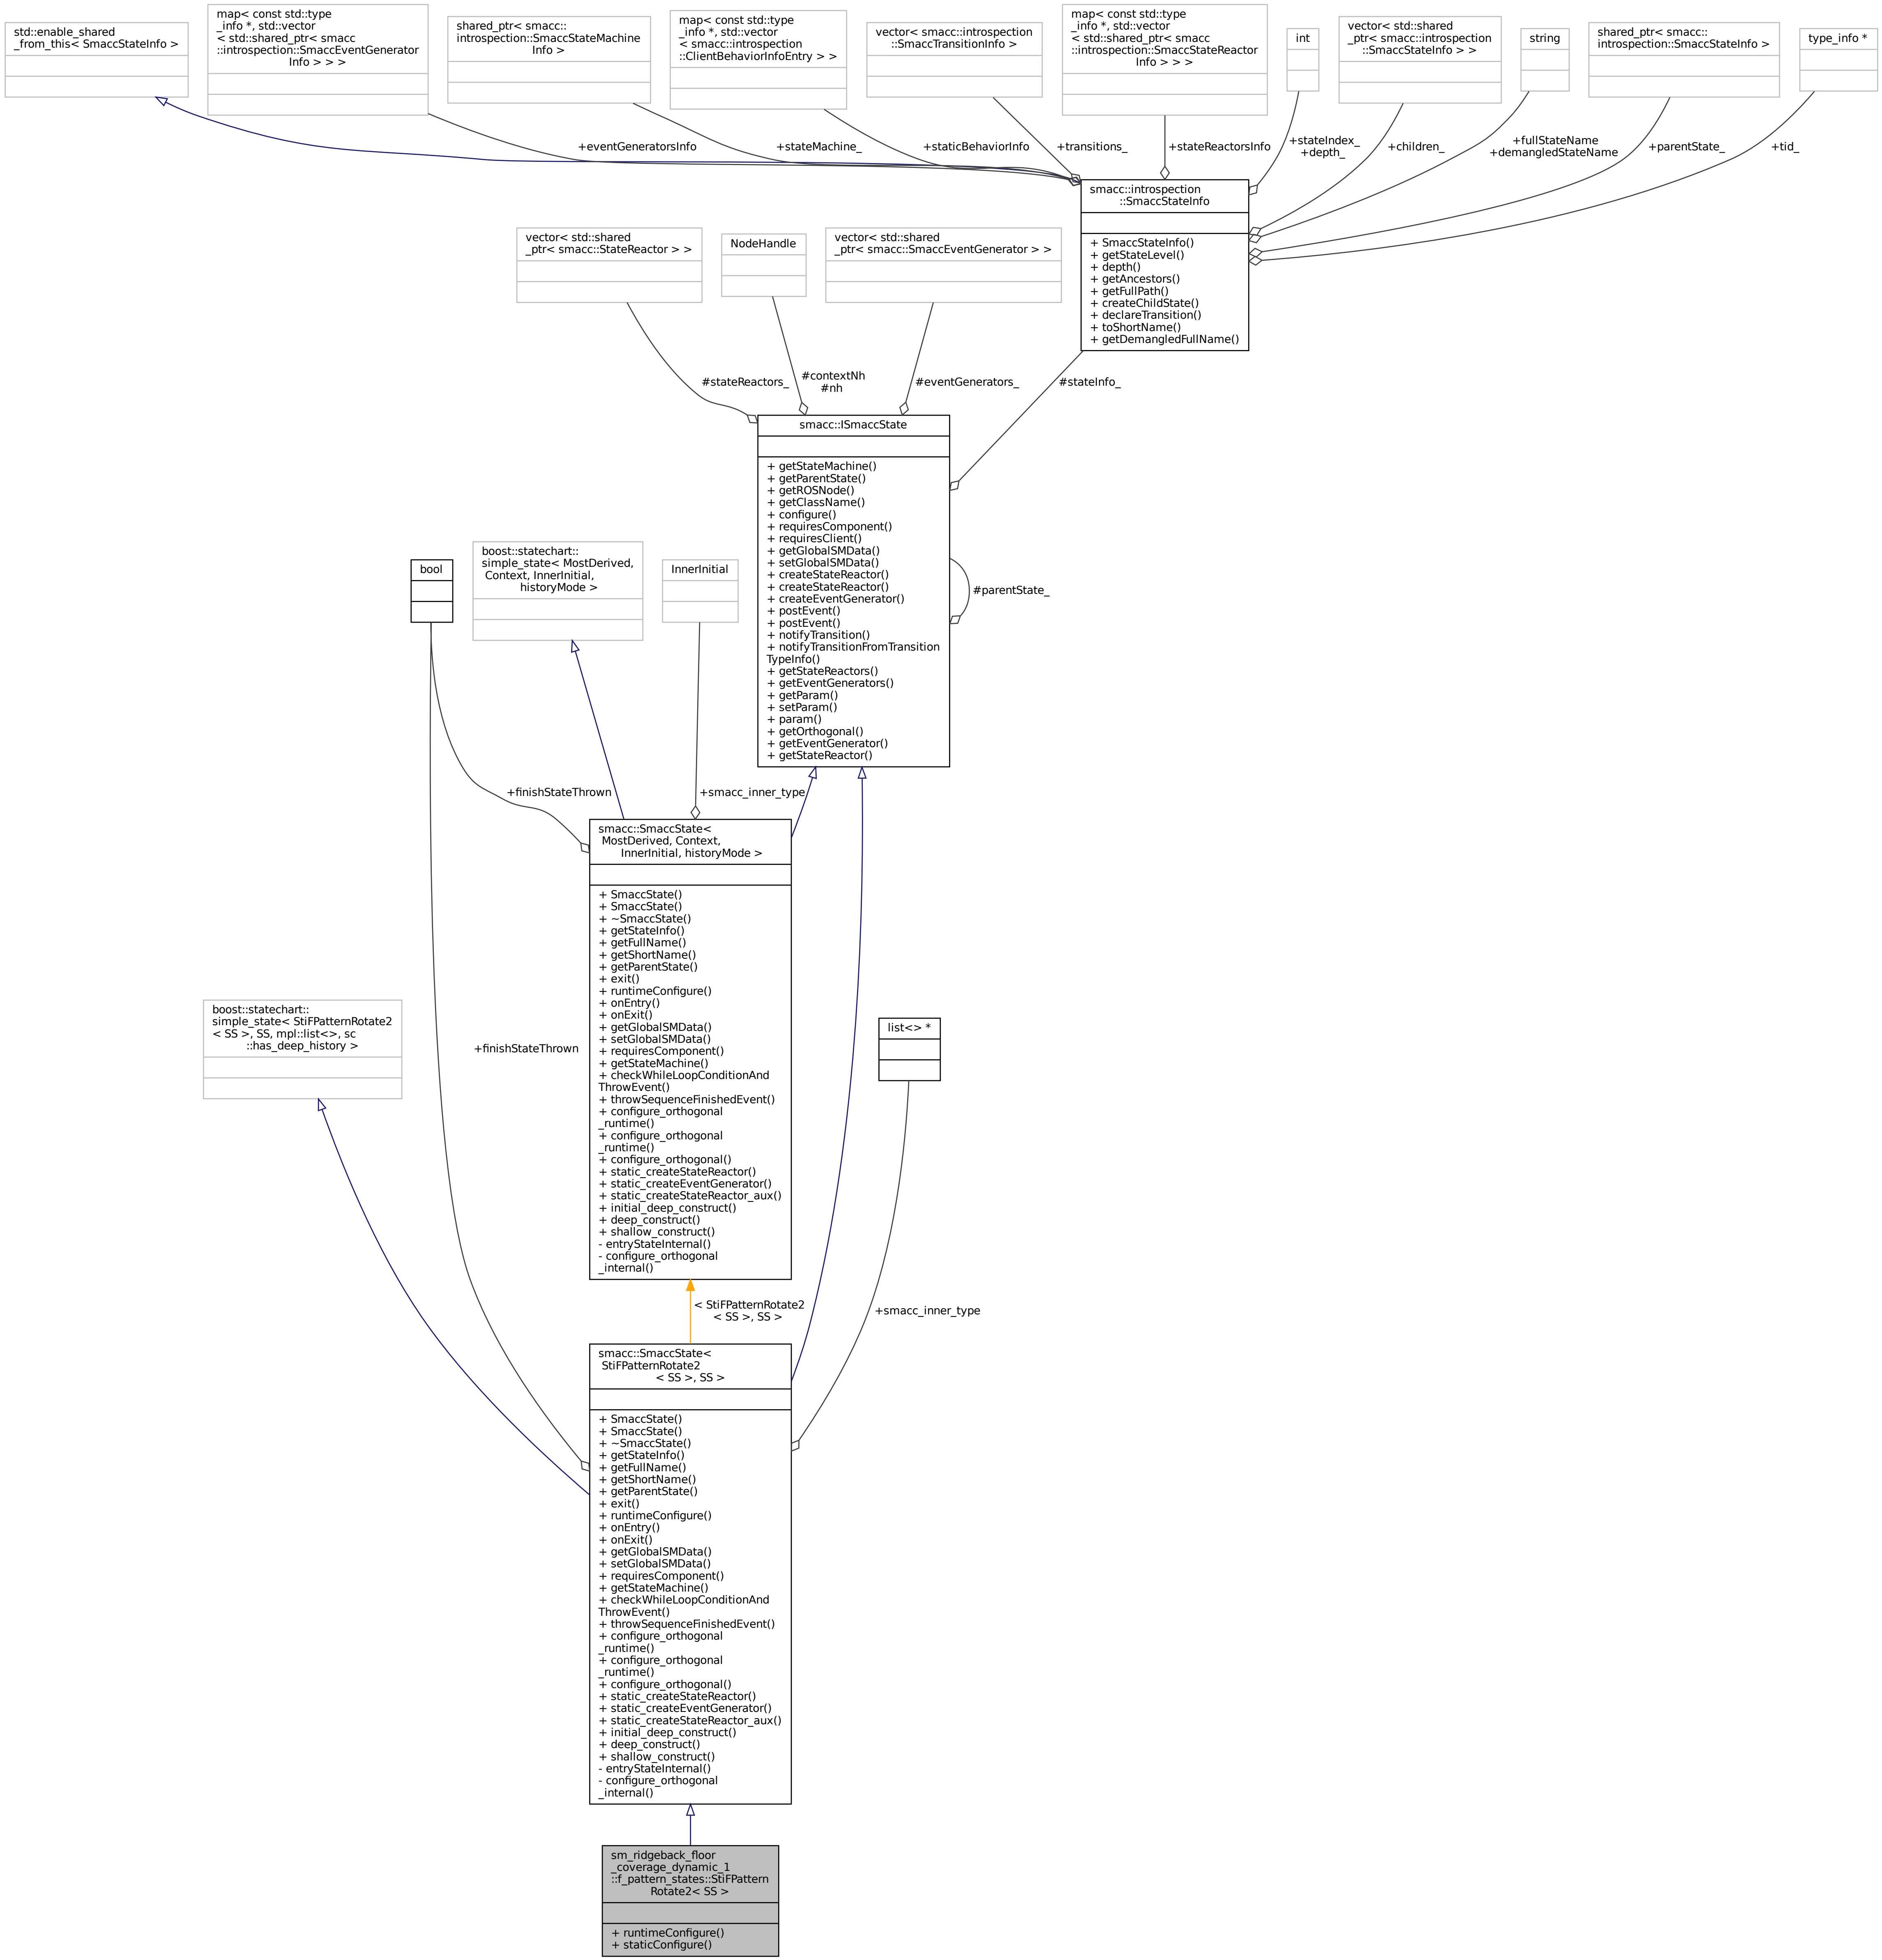 std::enable_shared
_from_this< SmaccStateInfo >
map< const std::type
_info *, std::vector
< std::shared_ptr< smacc
::introspection::SmaccEventGenerator
Info > > >
shared_ptr< smacc::
introspection::SmaccStateMachine
Info >
map< const std::type
_info *, std::vector
< smacc::introspection
::ClientBehaviorInfoEntry > >
vector< smacc::introspection
::SmaccTransitionInfo >
map< const std::type
_info *, std::vector
< std::shared_ptr< smacc
::introspection::SmaccStateReactor
Info > > >
int
vector< std::shared
_ptr< smacc::introspection
::SmaccStateInfo > >
string
shared_ptr< smacc::
introspection::SmaccStateInfo >
type_info *
+eventGeneratorsInfo
+stateMachine_
+staticBehaviorInfo
+transitions_
+stateReactorsInfo
+stateIndex_
+depth_
+children_
+fullStateName
+demangledStateName
+parentState_
+tid_
smacc::introspection
::SmaccStateInfo
+ SmaccStateInfo()
+ getStateLevel()
+ depth()
+ getAncestors()
+ getFullPath()
+ createChildState()
+ declareTransition()
+ toShortName()
+ getDemangledFullName()
vector< std::shared
_ptr< smacc::StateReactor > >
NodeHandle
vector< std::shared
_ptr< smacc::SmaccEventGenerator > >
#stateReactors_
#contextNh
#nh
#eventGenerators_
#stateInfo_
smacc::ISmaccState
+ getStateMachine()
+ getParentState()
+ getROSNode()
+ getClassName()
+ configure()
+ requiresComponent()
+ requiresClient()
+ getGlobalSMData()
+ setGlobalSMData()
+ createStateReactor()
+ createStateReactor()
+ createEventGenerator()
+ postEvent()
+ postEvent()
+ notifyTransition()
+ notifyTransitionFromTransition
TypeInfo()
+ getStateReactors()
+ getEventGenerators()
+ getParam()
+ setParam()
+ param()
+ getOrthogonal()
+ getEventGenerator()
+ getStateReactor()
#parentState_
bool
boost::statechart::
simple_state< MostDerived,
Context, InnerInitial,
historyMode >
InnerInitial
+finishStateThrown
+smacc_inner_type
smacc::SmaccState<
MostDerived, Context,
InnerInitial, historyMode >
+ SmaccState()
+ SmaccState()
+ ~SmaccState()
+ getStateInfo()
+ getFullName()
+ getShortName()
+ getParentState()
+ exit()
+ runtimeConfigure()
+ onEntry()
+ onExit()
+ getGlobalSMData()
+ setGlobalSMData()
+ requiresComponent()
+ getStateMachine()
+ checkWhileLoopConditionAnd
ThrowEvent()
+ throwSequenceFinishedEvent()
+ configure_orthogonal
_runtime()
+ configure_orthogonal
_runtime()
+ configure_orthogonal()
+ static_createStateReactor()
+ static_createEventGenerator()
+ static_createStateReactor_aux()
+ initial_deep_construct()
+ deep_construct()
+ shallow_construct()
- entryStateInternal()
- configure_orthogonal
_internal()
boost::statechart::
simple_state< StiFPatternRotate2
< SS >, SS, mpl::list<>, sc
::has_deep_history >
+finishStateThrown
list<> *
< StiFPatternRotate2
< SS >, SS >
+smacc_inner_type
smacc::SmaccState<
StiFPatternRotate2
< SS >, SS >
+ SmaccState()
+ SmaccState()
+ ~SmaccState()
+ getStateInfo()
+ getFullName()
+ getShortName()
+ getParentState()
+ exit()
+ runtimeConfigure()
+ onEntry()
+ onExit()
+ getGlobalSMData()
+ setGlobalSMData()
+ requiresComponent()
+ getStateMachine()
+ checkWhileLoopConditionAnd
ThrowEvent()
+ throwSequenceFinishedEvent()
+ configure_orthogonal
_runtime()
+ configure_orthogonal
_runtime()
+ configure_orthogonal()
+ static_createStateReactor()
+ static_createEventGenerator()
+ static_createStateReactor_aux()
+ initial_deep_construct()
+ deep_construct()
+ shallow_construct()
- entryStateInternal()
- configure_orthogonal
_internal()
sm_ridgeback_floor
_coverage_dynamic_1
::f_pattern_states::StiFPattern
Rotate2< SS >
+ runtimeConfigure()
+ staticConfigure()